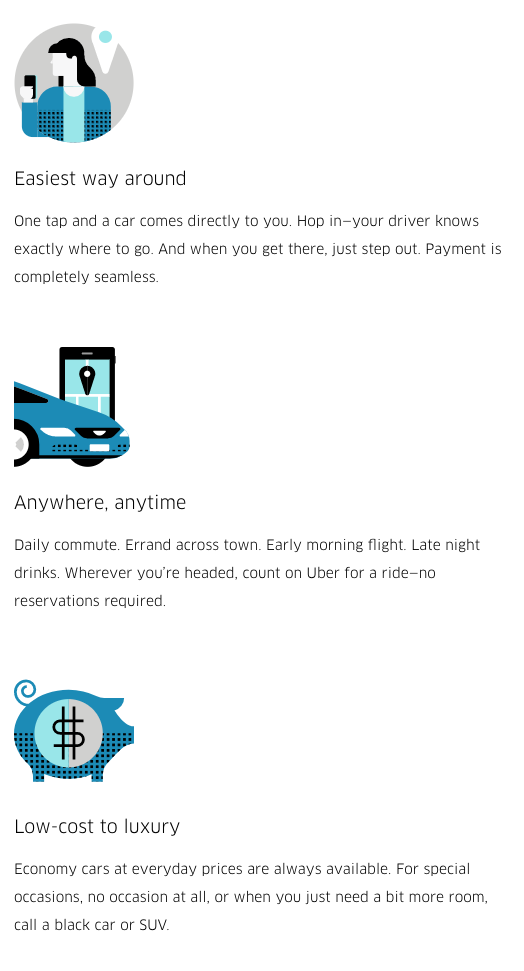 Easiest way around
One tap and a car comes directly to you. Hop in—your driver knows
exactly where to go. And when you get there, just step out. Payment is
completely seamless.
Anywhere, anytime
Daily commute. Errand across town. Early morning flight. Late night
drinks. Wherever you’re headed, count on Uber for a ride—no
reservations required.
$
Low-cost to luxury
Economy cars at everyday prices are always available. For special
occasions, no occasion at all, or when you just need a bit more room,
call a black car or SUV.